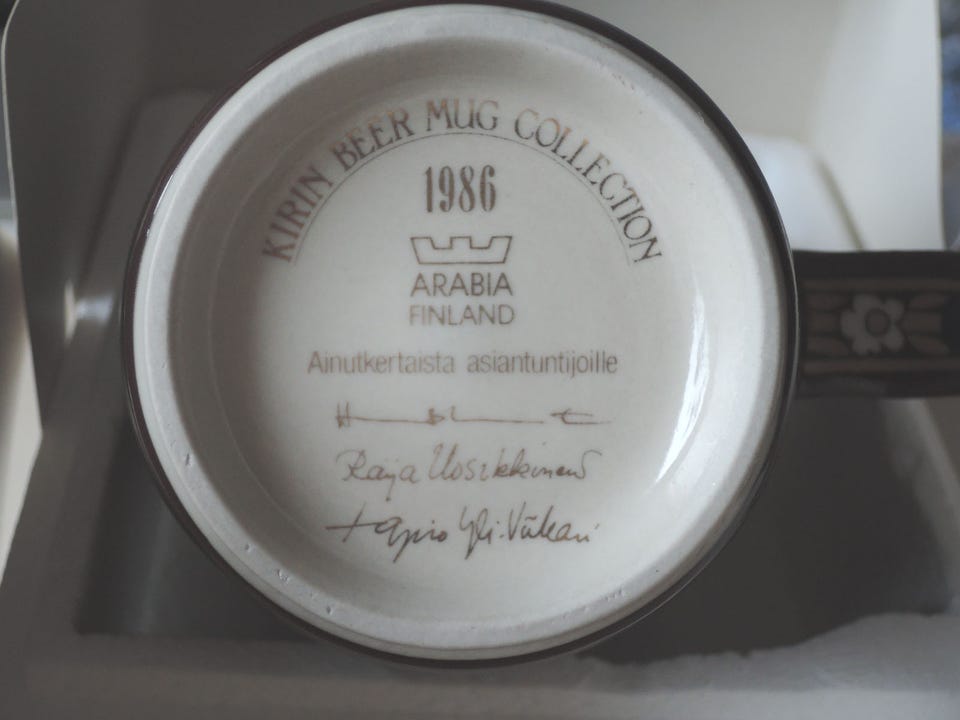 KIRIN BEER MUG COLLECTION
1986
ARABIA
FINLAND
Ainutkertaista asiantuntijoille
Raija Uosikkinen
Tapio Yli-Viikari